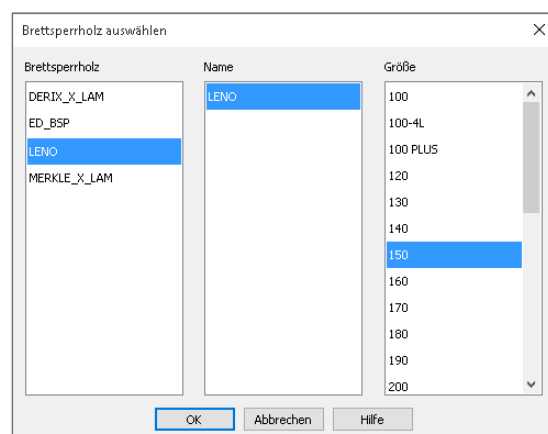 Brettsperrholz auswählen
Brettsperrholz
DERIX_X_LAM
ED_BSP
LENO
MERKLE_X_LAM
Name
LENO
Größe
100
100-4L
100 PLUS
120
130
140
150
160
170
180
190
200
OK
Abbrechen
Hilfe